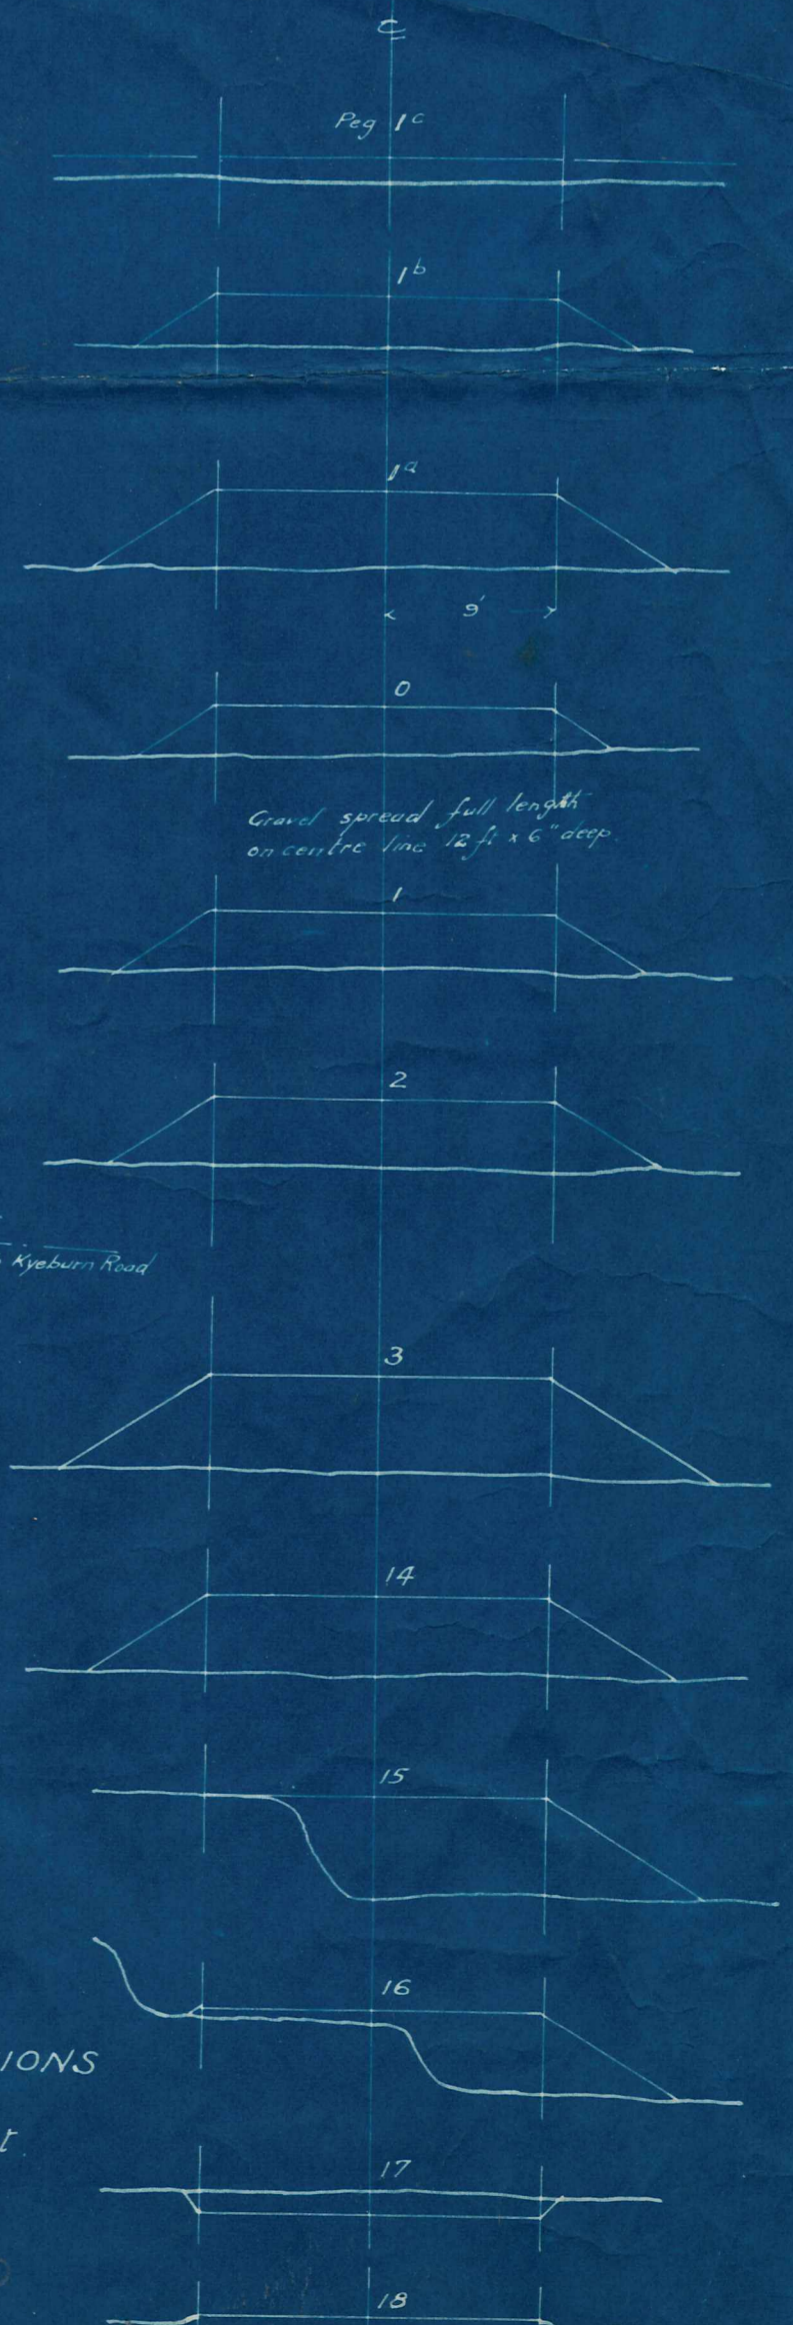 C
Peg 1c
1b
1a
9'
0
Gravel spread full length
on centre line 12 ft x 6" deep.
1
2
Kyeburn Road
3
14
15
16
IONS
t.
17
18